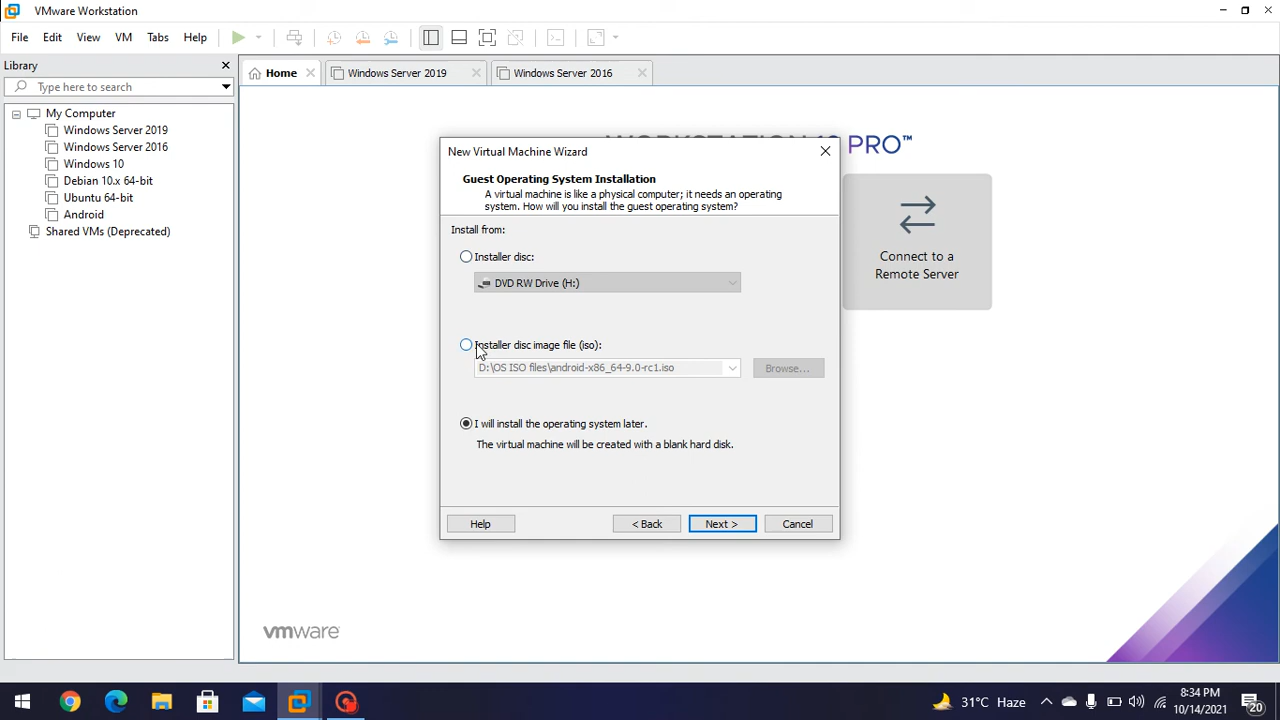 VMware Workstation
File Edit View VM Tabs Help
Library
Type here to search
My Computer
Windows Server 2019
Windows Server 2016
Windows 10
Debian 10.x 64-bit
Ubuntu 64-bit
Android
Shared VMs (Deprecated)
Home
Windows Server 2019
Windows Server 2016
PRO™
Connect to a
Remote Server
New Virtual Machine Wizard
Guest Operating System Installation
A virtual machine is like a physical computer; it needs an operating
system. How will you install the guest operating system?
Install from:
Installer disc:
DVD RW Drive (H:)
Installer disc image file (iso):
D:\OS ISO files\android-x86_64-9.0-rc1.iso
Browse...
I will install the operating system later.
The virtual machine will be created with a blank hard disk.
Help
< Back
Next >
Cancel
vmware
31°C Haze
8:34 PM
10/14/2021
20